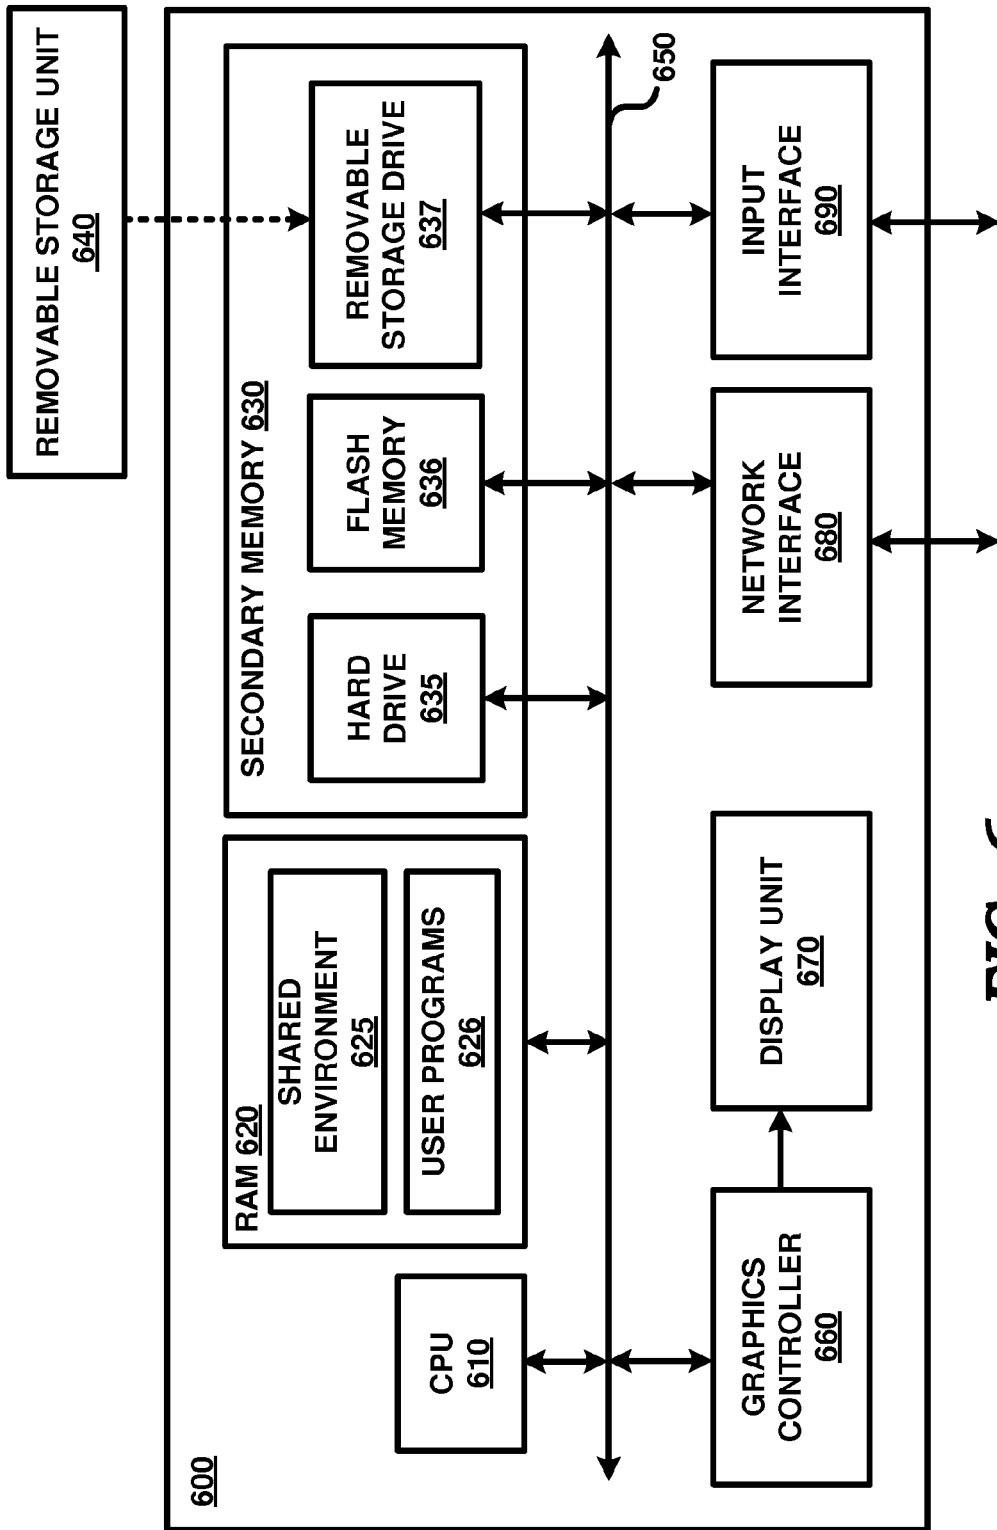 REMOVABLE STORAGE UNIT
640
600
CPU
610
RAM 620
SHARED
ENVIRONMENT
625
USER PROGRAMS
626
SECONDARY MEMORY 630
HARD
DRIVE
635
FLASH
MEMORY
636
REMOVABLE
STORAGE DRIVE
637
650
GRAPHICS
CONTROLLER
660
DISPLAY UNIT
670
NETWORK
INTERFACE
680
INPUT
INTERFACE
690